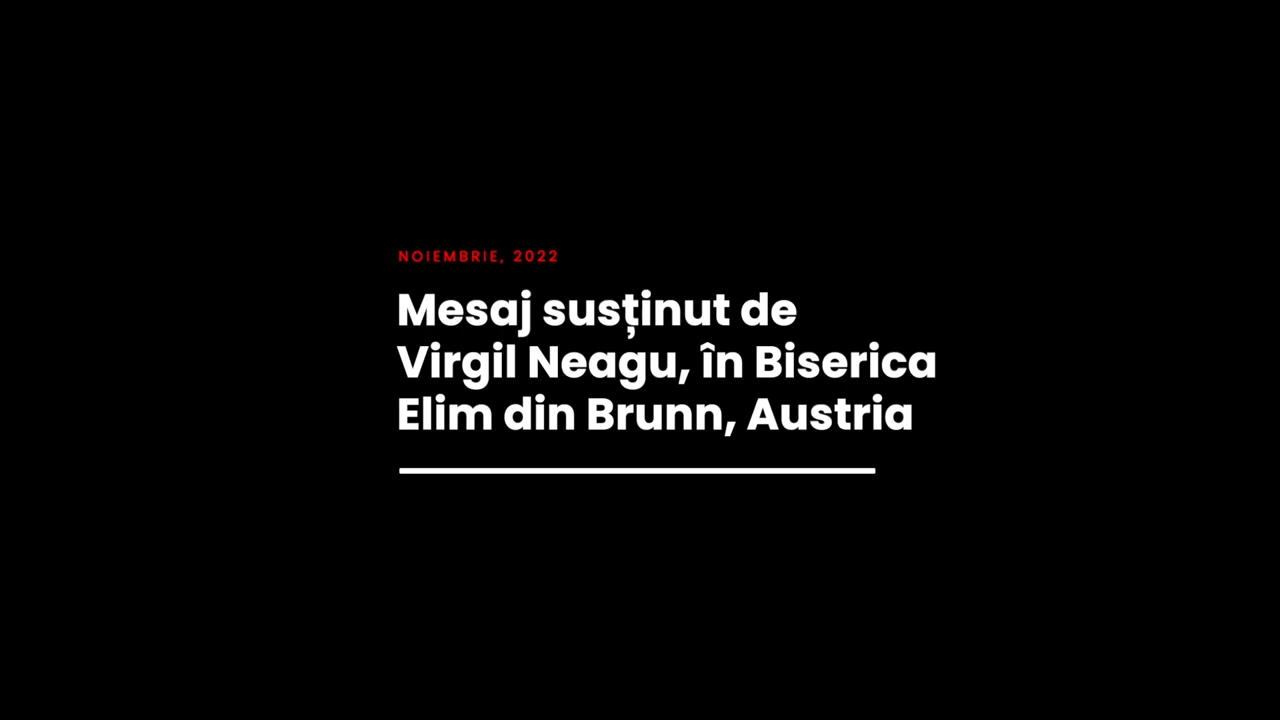 NOIEMBRIE, 2022
Mesaj susținut de
Virgil Neagu, în Biserica
Elim din Brunn, Austria